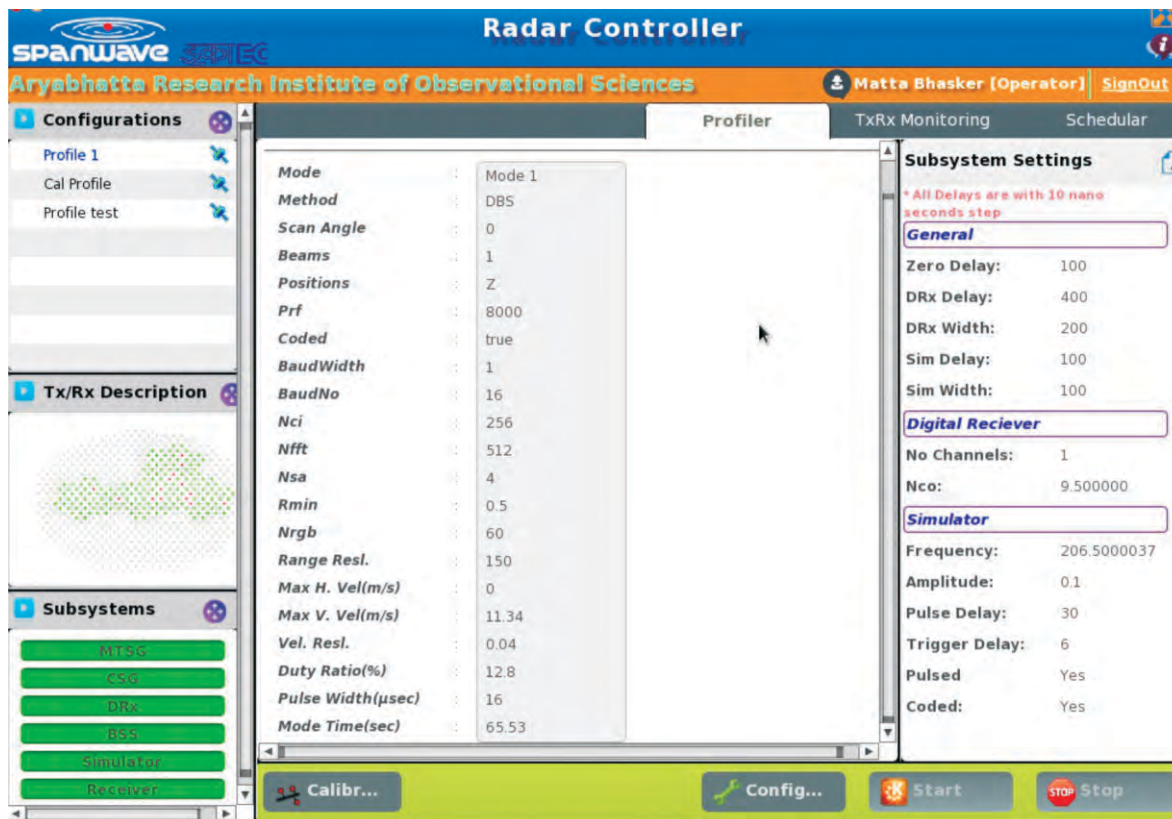 Radar Controller
spanwave SADTEC
Aryabhatta Research Institute of Observational Sciences
Matta Bhasker [Operator] SignOut
Configurations
Profile 1
Cal Profile
Profile test
Tx/Rx Description
Subsystems
MTSG
CSG
DRx
BSS
Simulator
Receiver
Profiler TxRx Monitoring Schedular
Mode : Mode 1
Method : DBS
Scan Angle : 0
Beams : 1
Positions : Z
Prf : 8000
Coded : true
BaudWidth : 1
BaudNo : 16
Nci : 256
Nfft : 512
Nsa : 4
Rmin : 0.5
Nrgb : 60
Range Resl. : 150
Max H. Vel(m/s) : 0
Max V. Vel(m/s) : 11.34
Vel. Resl. : 0.04
Duty Ratio(%) : 12.8
Pulse Width(µsec) : 16
Mode Time(sec) : 65.53
Subsystem Settings
* All Delays are with 10 nano
seconds step
General
Zero Delay: 100
DRx Delay: 400
DRx Width: 200
Sim Delay: 100
Sim Width: 100
Digital Reciever
No Channels: 1
Nco: 9.500000
Simulator
Frequency: 206.5000037
Amplitude: 0.1
Pulse Delay: 30
Trigger Delay: 6
Pulsed Yes
Coded: Yes
Calibr... Config... Start STOP Stop